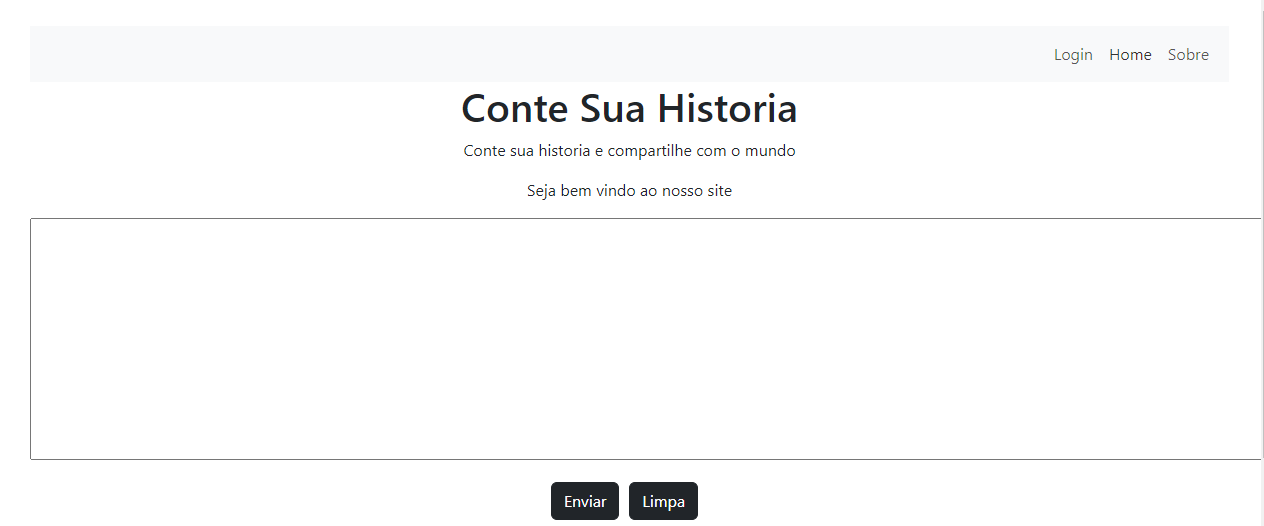 Login Home Sobre
Conte Sua Historia
Conte sua historia e compartilhe com o mundo
Seja bem vindo ao nosso site
Enviar Limpa